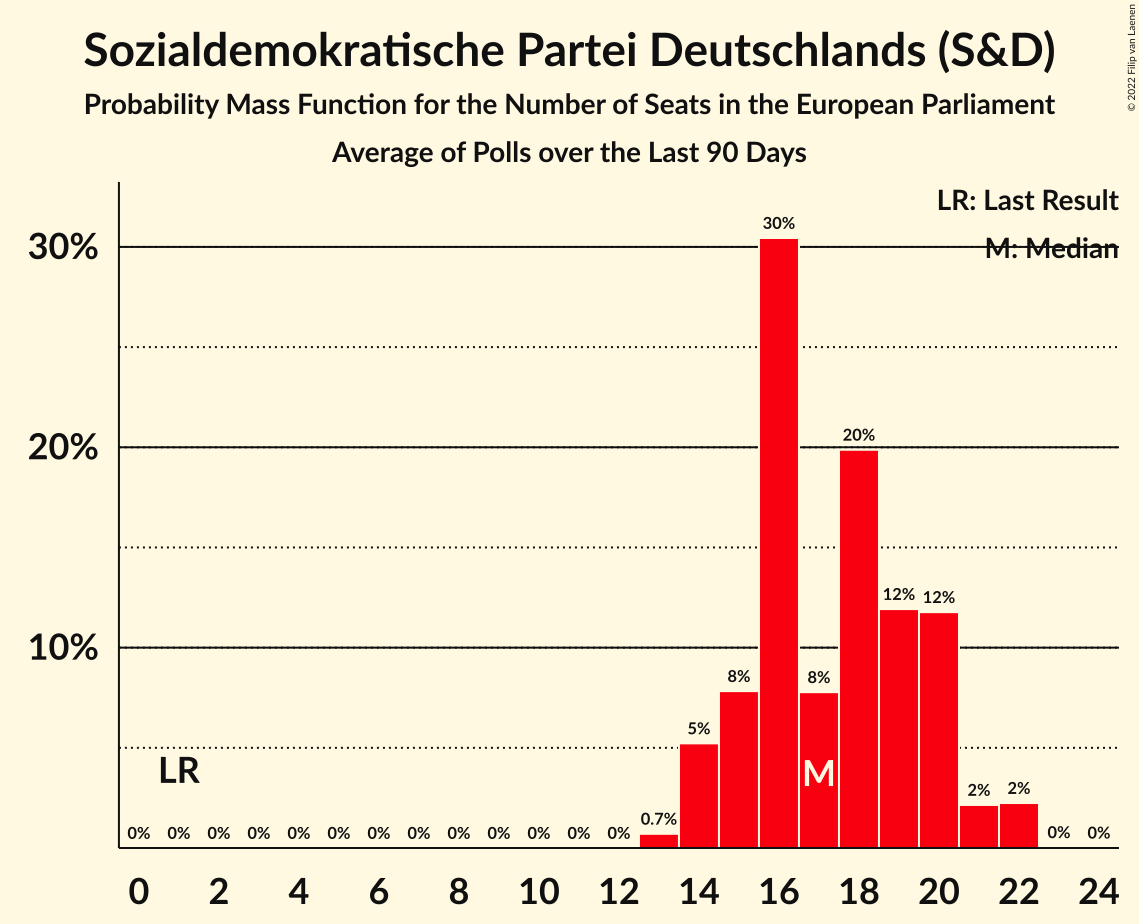 Sozialdemokratische Partei Deutschlands (S&D)
Probability Mass Function for the Number of Seats in the European Parliament
Average of Polls over the Last 90 Days
© 2022 Filip van Laenen
LR: Last Result
M: Median
30%
20%
10%
30%
20%
12% 12%
8% 8%
5%
2% 2%
0.7%
0% 0% 0% 0% 0% 0% 0% 0% 0% 0% 0% 0% 0% 0% 0%
LR
M
0 2 4 6 8 10 12 14 16 18 20 22 24